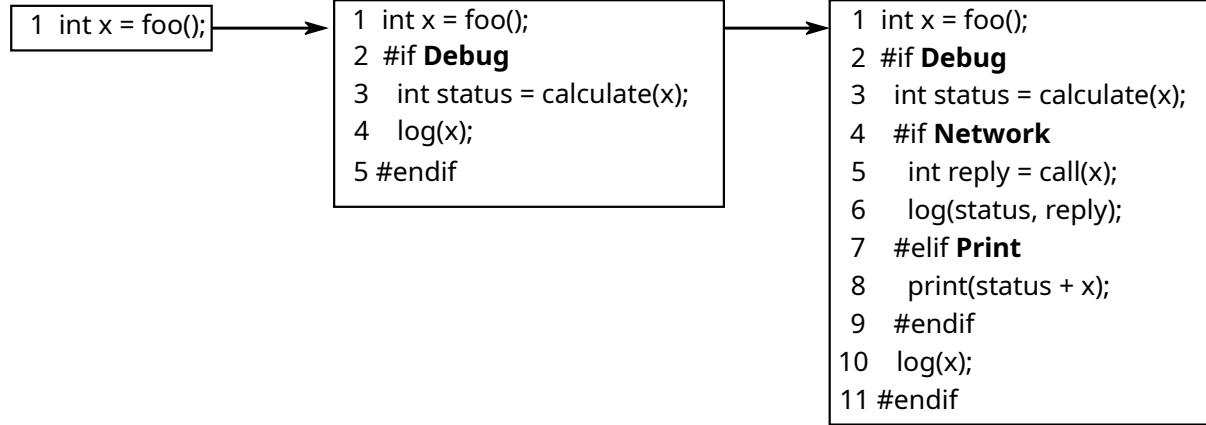 1 int x = foo();
1 int x = foo();
2 #if Debug
3 int status = calculate(x);
4 log(x);
5 #endif
1 int x = foo();
2 #if Debug
3 int status = calculate(x);
4 #if Network
5 int reply = call(x);
6 log(status, reply);
7 #elif Print
8 print(status + x);
9 #endif
10 log(x);
11 #endif